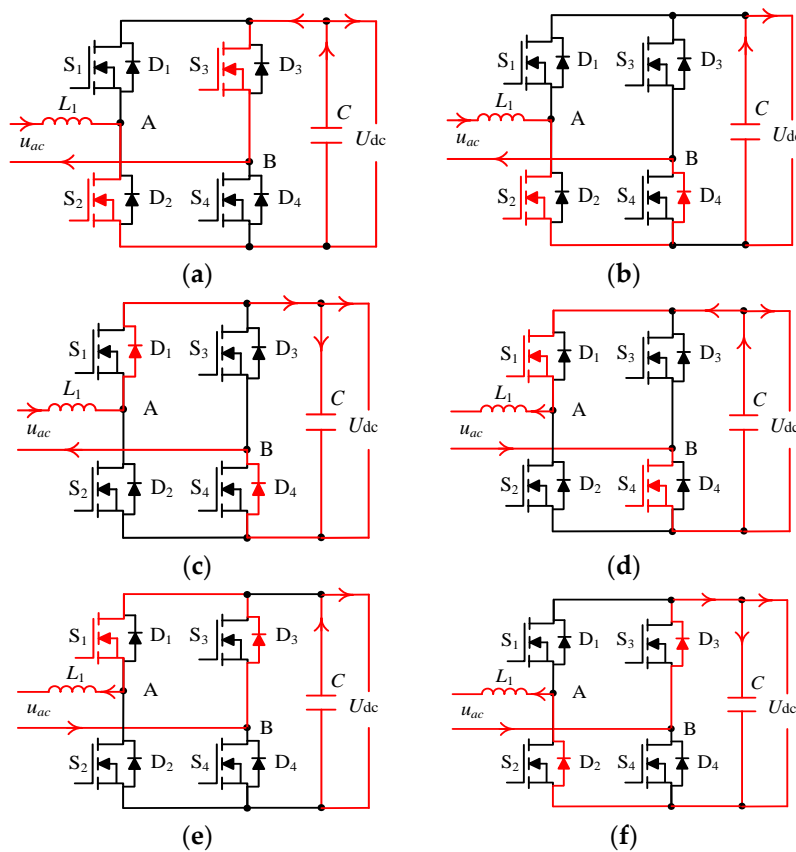 S1 D1 S3 D3
L1 A C Udc
uac B
S2 D2 S4 D4
(a)
S1 D1 S3 D3
L1 A C Udc
uac B
S2 D2 S4 D4
(b)
S1 D1 S3 D3
L1 A C Udc
uac B
S2 D2 S4 D4
(c)
S1 D1 S3 D3
L1 A C Udc
uac B
S2 D2 S4 D4
(d)
S1 D1 S3 D3
L1 A C Udc
uac B
S2 D2 S4 D4
(e)
S1 D1 S3 D3
L1 A C Udc
uac B
S2 D2 S4 D4
(f)